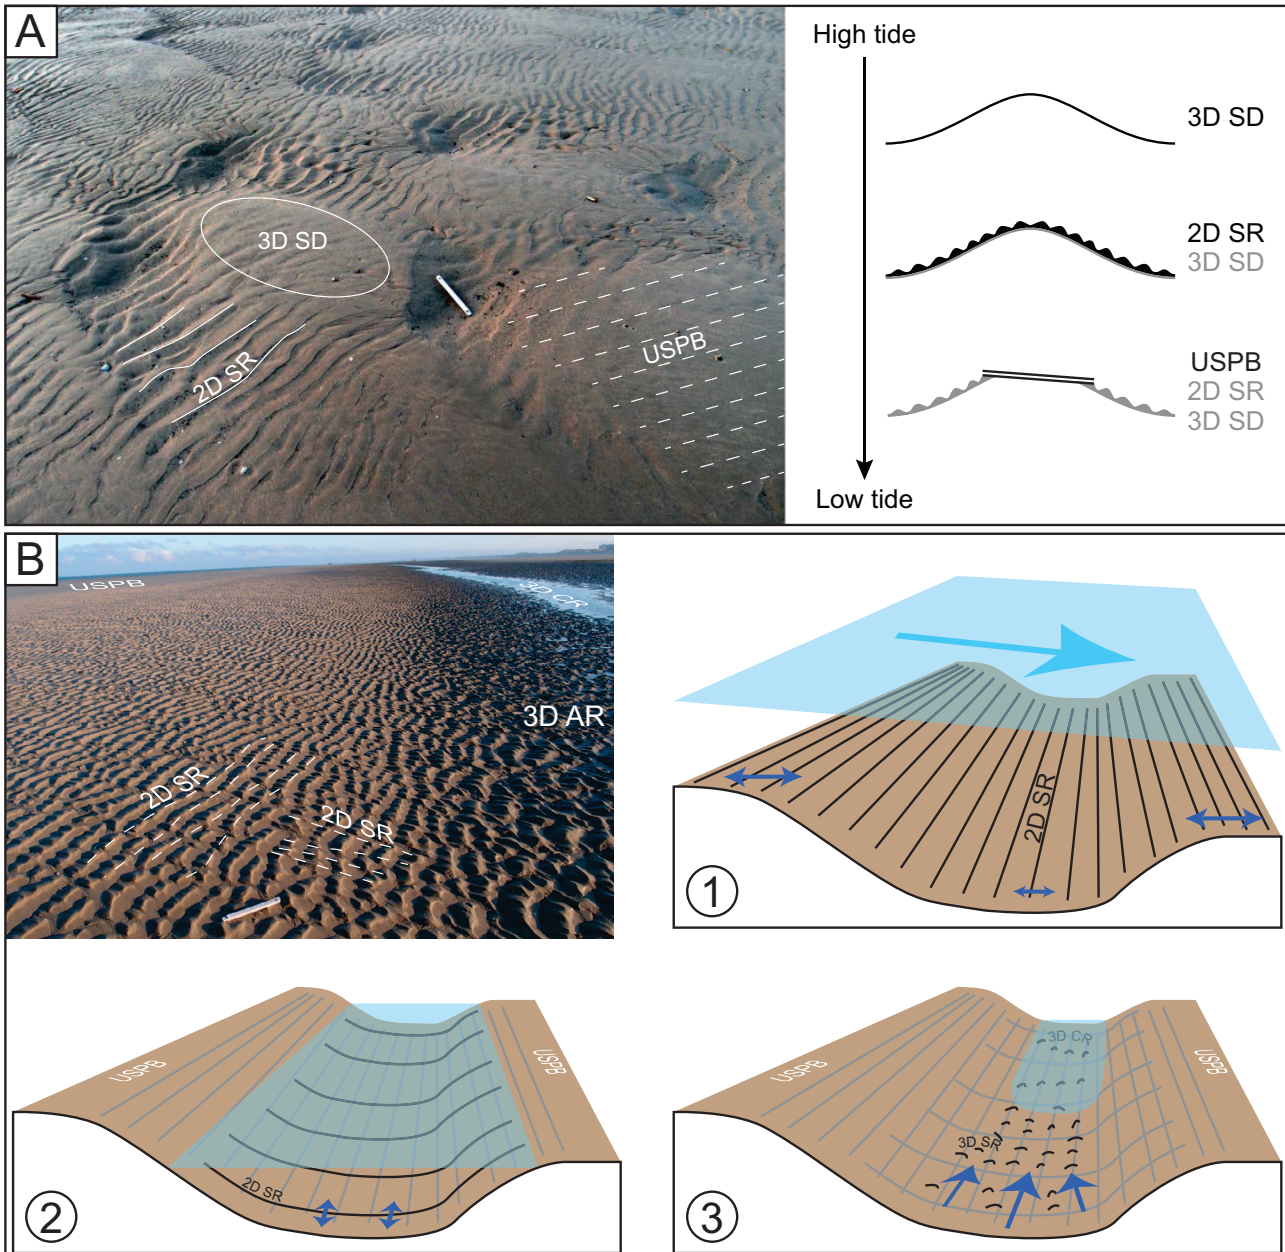 A
3D SD
2D SR
USPB
High tide
3D SD
2D SR
3D SD
USPB
2D SR
3D SD
Low tide
B
USPB
3D CR
3D AR
2D SR
2D SR
2D SR
1
USPB
USPB
2D SR
2
USPB
3D CR
USPB
3D SR
3